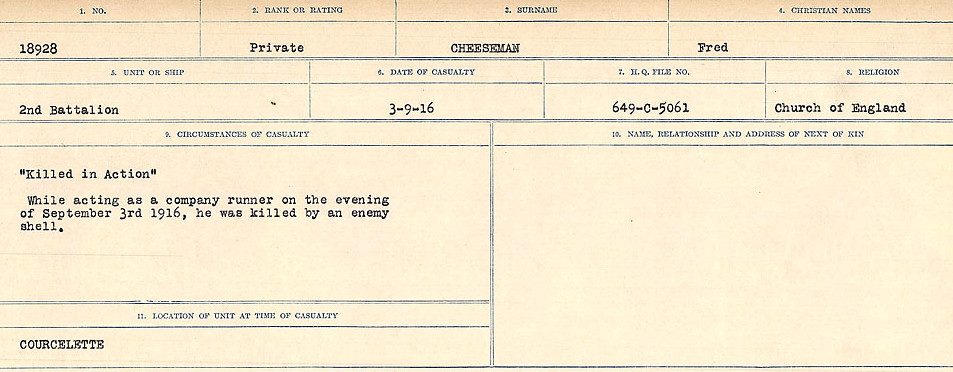 1. NO.
2. RANK OR RATING
3. SURNAME
4. CHRISTIAN NAMES
18928
Private
CHEESEMAN
Fred
5. UNIT OR SHIP
6. DATE OF CASUALTY
7. H.Q. FILE NO.
8. RELIGION
2nd Battalion
3-9-16
649-C-5061
Church of England
9. CIRCUMSTANCES OF CASUALTY
10. NAME, RELATIONSHIP AND ADDRESS OF NEXT OF KIN
"Killed in Action"
While acting as a company runner on the evening
of September 3rd 1916, he was killed by an enemy
shell.
11. LOCATION OF UNIT AT TIME OF CASUALTY
COURCELETTE